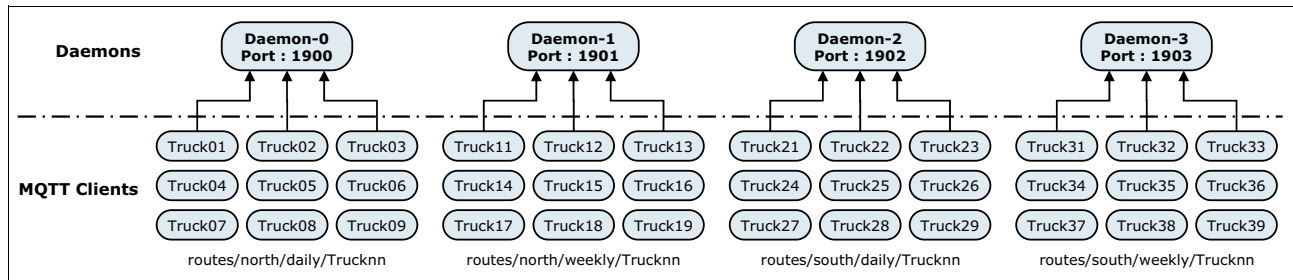 Daemons
Daemon-0
Port : 1900
Daemon-1
Port : 1901
Daemon-2
Port : 1902
Daemon-3
Port : 1903
MQTT Clients
Truck01 Truck02 Truck03
Truck04 Truck05 Truck06
Truck07 Truck08 Truck09
routes/north/daily/Trucknn
Truck11 Truck12 Truck13
Truck14 Truck15 Truck16
Truck17 Truck18 Truck19
routes/north/weekly/Trucknn
Truck21 Truck22 Truck23
Truck24 Truck25 Truck26
Truck27 Truck28 Truck29
routes/south/daily/Trucknn
Truck31 Truck32 Truck33
Truck34 Truck35 Truck36
Truck37 Truck38 Truck39
routes/south/weekly/Trucknn